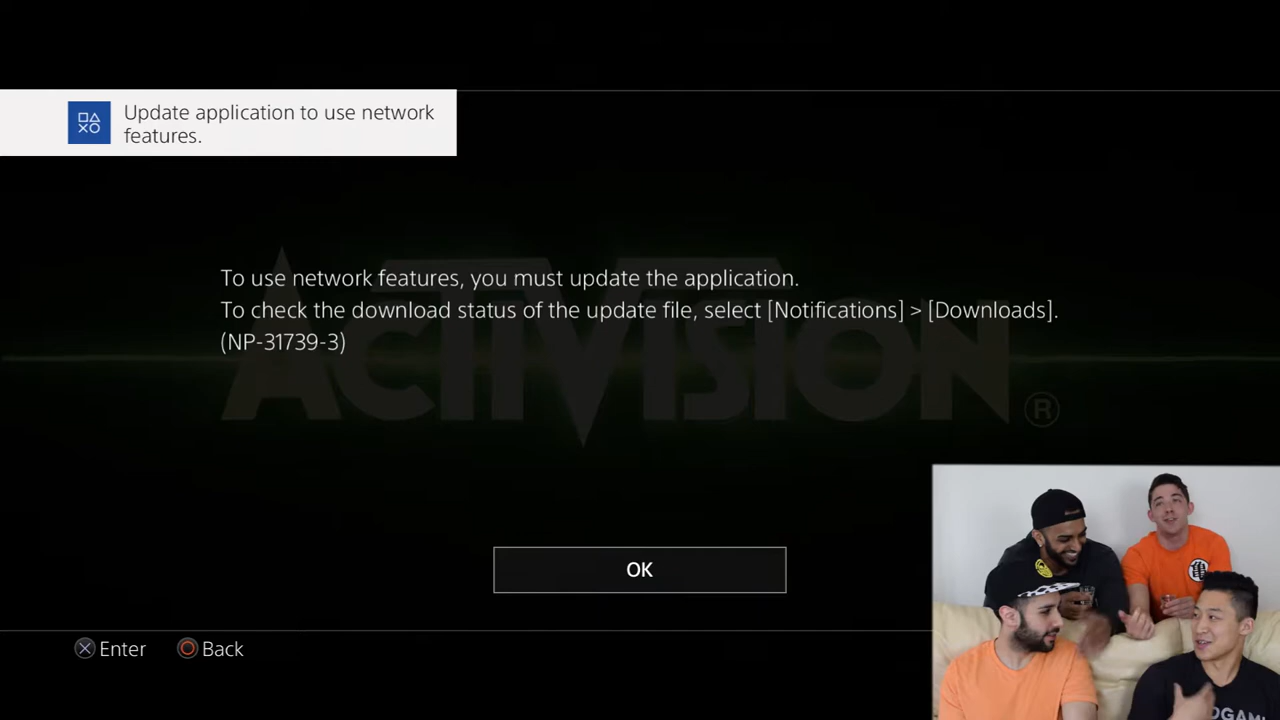 Update application to use network
features.
To use network features, you must update the application.
To check the download status of the update file, select [Notifications] > [Downloads].
(NP-31739-3)
ACTIVISION®
OK
Enter
Back